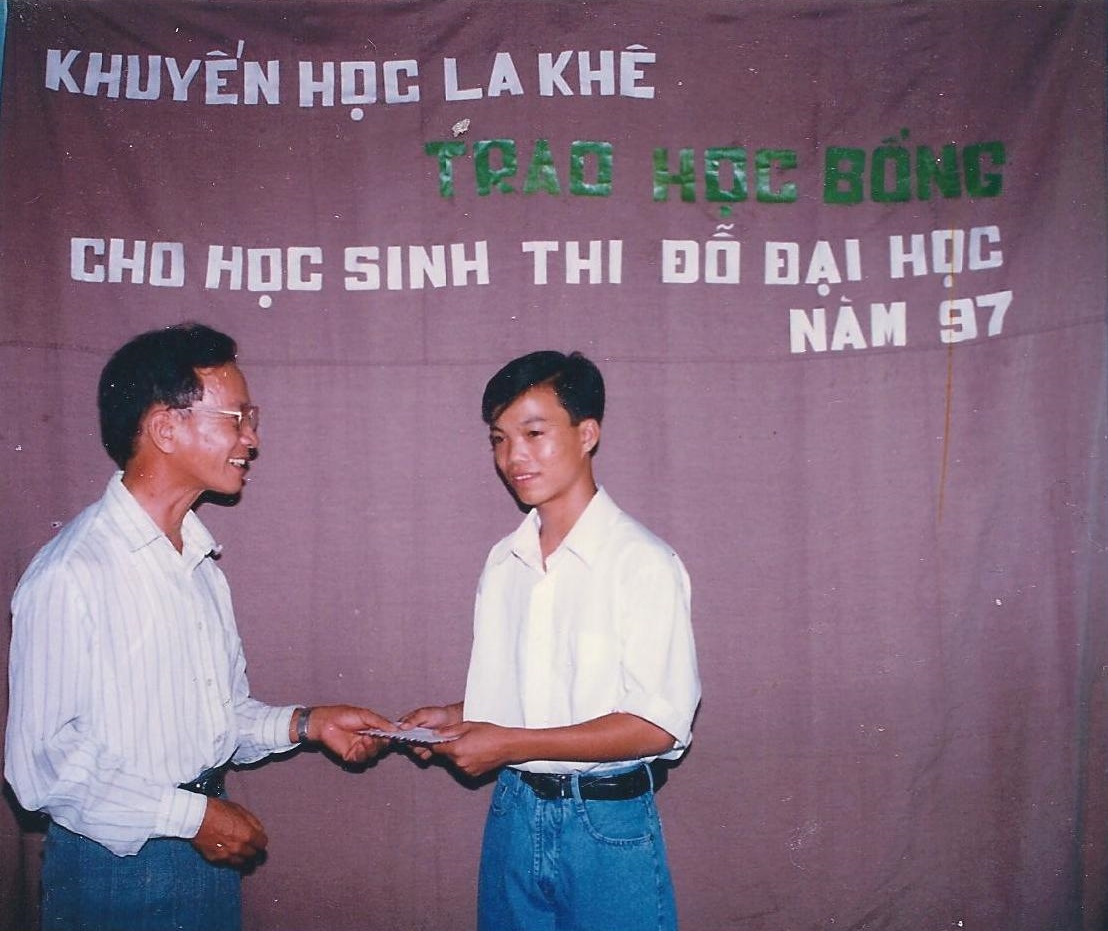 KHUYẾN HỌC LA KHÊ
TRAO HỌC BỔNG
CHO HỌC SINH THI ĐỖ ĐẠI HỌC
NĂM 97